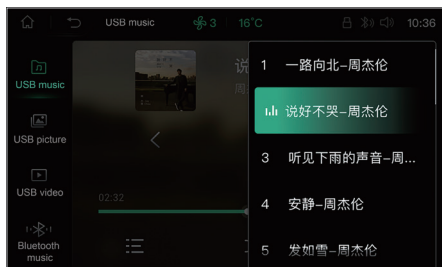 USB music
3
16°C
10:36
USB music
USB picture
USB video
Bluetooth
music
说
周
02:32
1 一路向北–周杰伦
说好不哭–周杰伦
3 听见下雨的声音–周...
4 安静–周杰伦
5 发如雪–周杰伦